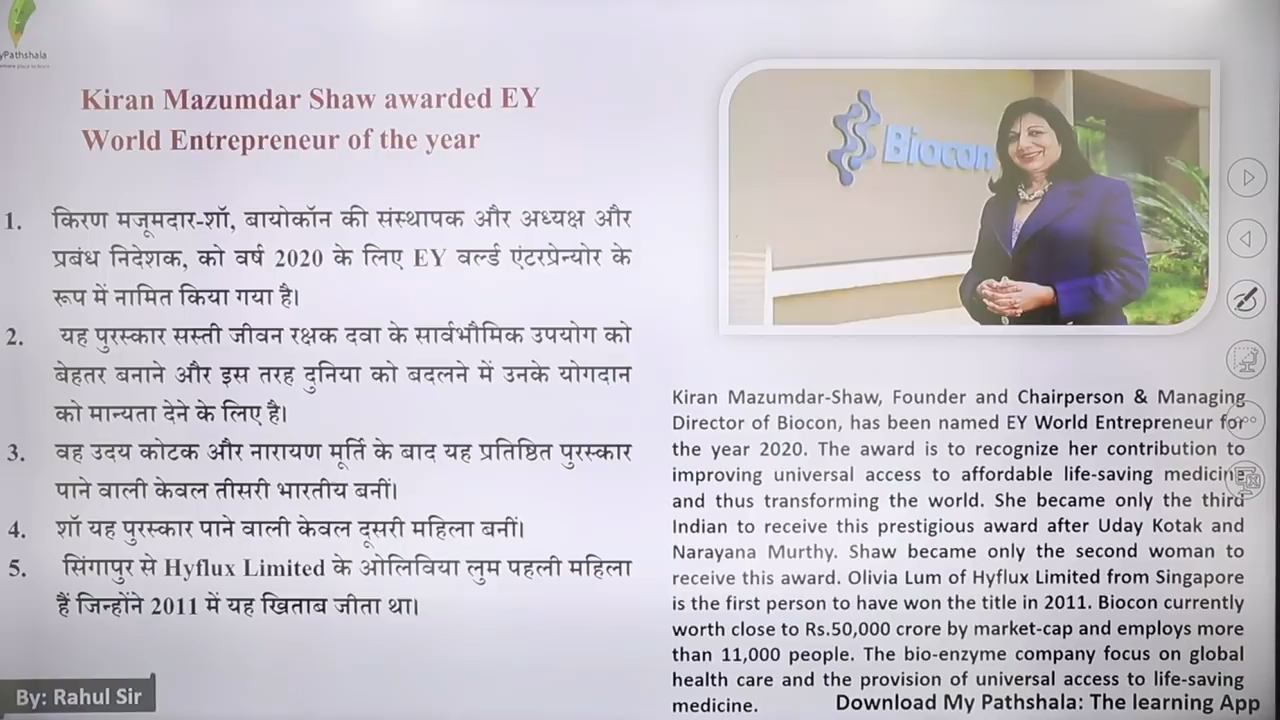 yPathshala
Kiran Mazumdar Shaw awarded EY
World Entrepreneur of the year
1. किरण मजूमदार-शॉ, बायोकॉन की संस्थापक और अध्यक्ष और
प्रबंध निदेशक, को वर्ष 2020 के लिए EY वर्ल्ड एंटरप्रेन्योर के
रूप में नामित किया गया है।
2. यह पुरस्कार सस्ती जीवन रक्षक दवा के सार्वभौमिक उपयोग को
बेहतर बनाने और इस तरह दुनिया को बदलने में उनके योगदान
को मान्यता देने के लिए है।
3. वह उदय कोटक और नारायण मूर्ति के बाद यह प्रतिष्ठित पुरस्कार
पाने वाली केवल तीसरी भारतीय बनीं।
4. शॉ यह पुरस्कार पाने वाली केवल दूसरी महिला बनीं।
5. सिंगापुर से Hyflux Limited के ओलिविया लुम पहली महिला
हैं जिन्होंने 2011 में यह खिताब जीता था।
By: Rahul Sir
Biocon
Kiran Mazumdar-Shaw, Founder and Chairperson & Managing
Director of Biocon, has been named EY World Entrepreneur for
the year 2020. The award is to recognize her contribution to
improving universal access to affordable life-saving medicine
and thus transforming the world. She became only the third
Indian to receive this prestigious award after Uday Kotak and
Narayana Murthy. Shaw became only the second woman to
receive this award. Olivia Lum of Hyflux Limited from Singapore
is the first person to have won the title in 2011. Biocon currently
worth close to Rs.50,000 crore by market-cap and employs more
than 11,000 people. The bio-enzyme company focus on global
health care and the provision of universal access to life-saving
medicine.
Download My Pathshala: The learning App